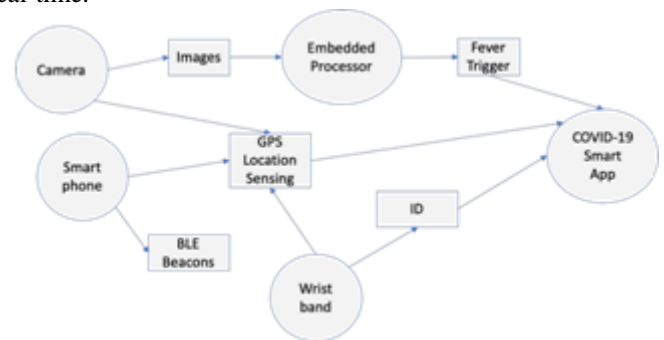 Camera
Images
Embedded
Processor
Fever
Trigger
COVID-19
Smart
App
GPS
Location
Sensing
Smart
phone
ID
BLE
Beacons
Wrist
band